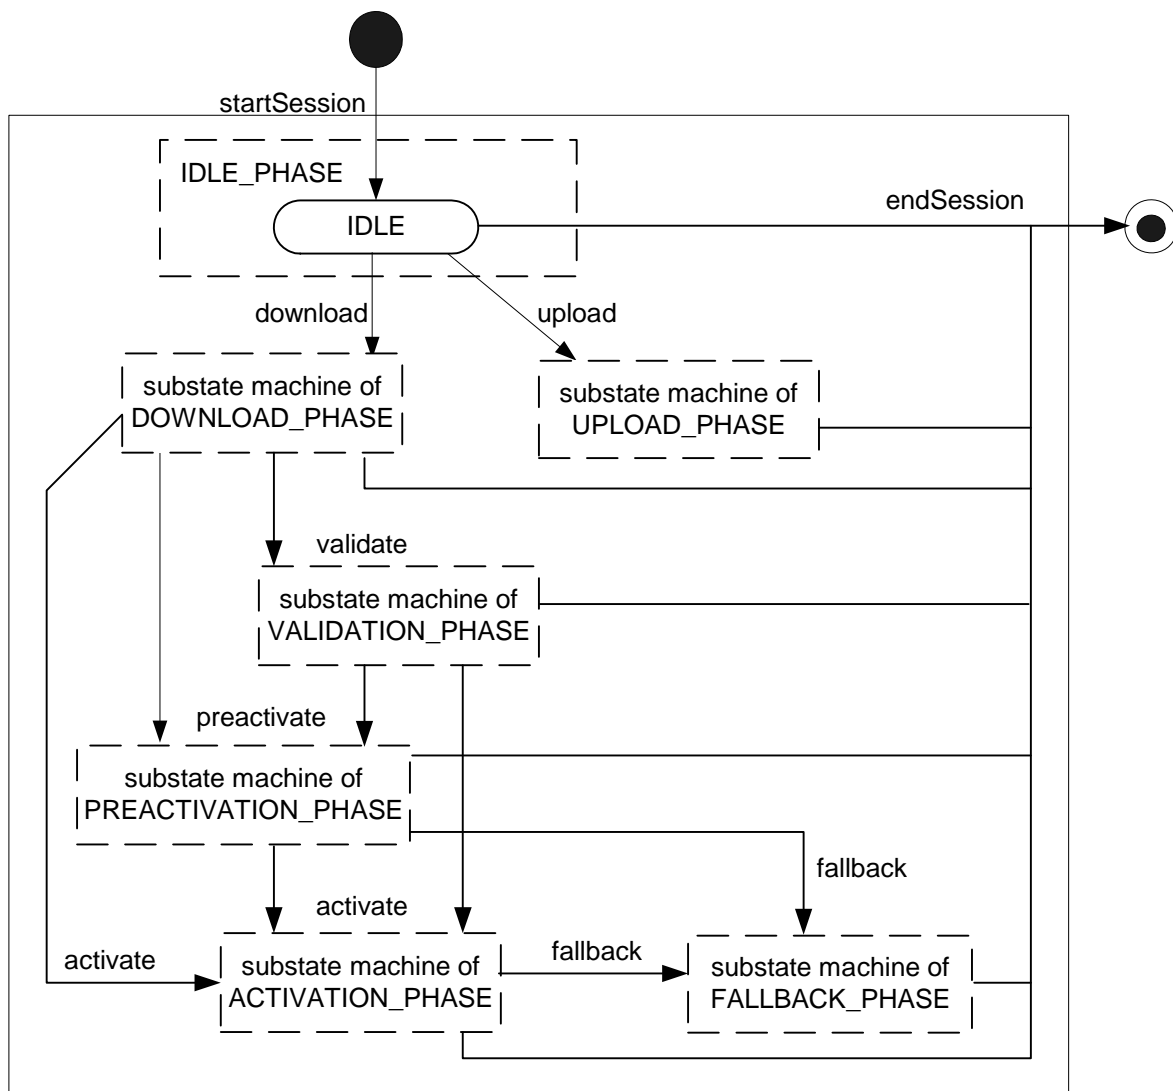 startSession
IDLE_PHASE
endSession
IDLE
download
upload
substate machine of
DOWNLOAD_PHASE
substate machine of
UPLOAD_PHASE
validate
substate machine of
VALIDATION_PHASE
preactivate
substate machine of
PREACTIVATION_PHASE
fallback
activate
activate
substate machine of
ACTIVATION_PHASE
fallback
substate machine of
FALLBACK_PHASE